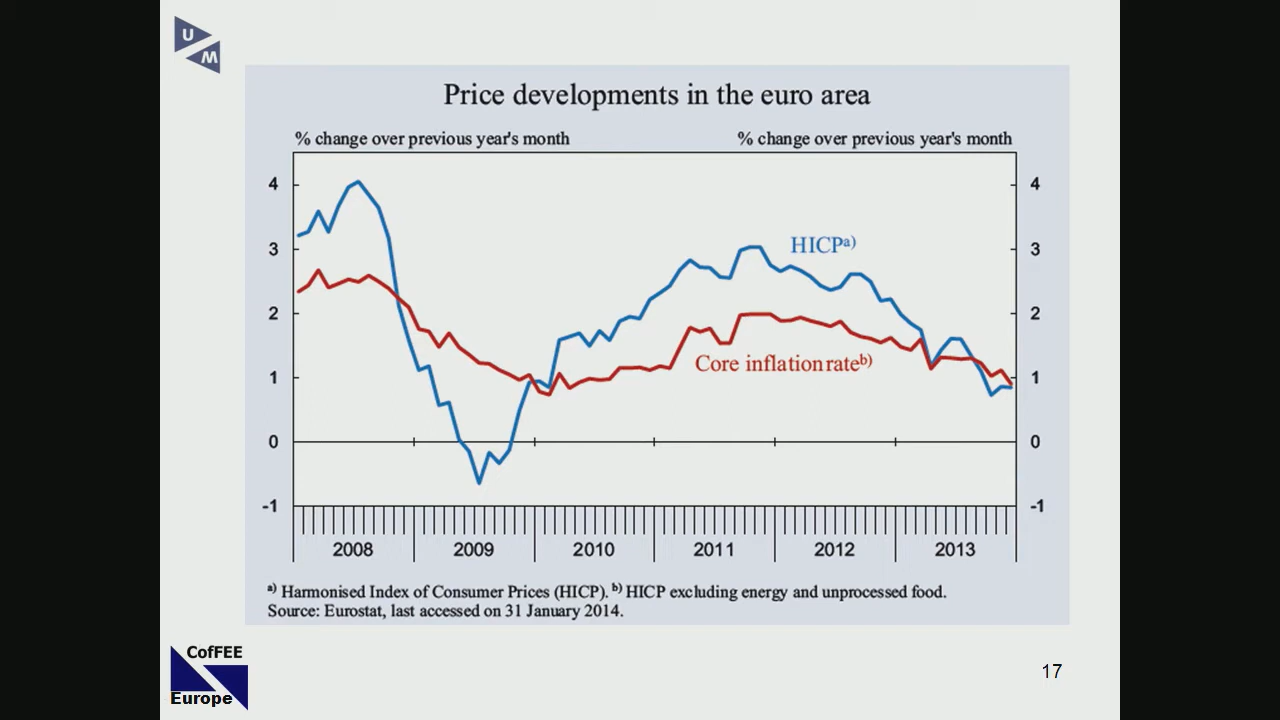 U
M
Price developments in the euro area
% change over previous year's month % change over previous year's month
4 4
3 3
HICPa)
2 2
Core inflation rateb)
1 1
0 0
-1 -1
2008 2009 2010 2011 2012 2013
a) Harmonised Index of Consumer Prices (HICP). b) HICP excluding energy and unprocessed food.
Source: Eurostat, last accessed on 31 January 2014.
CofFEE
Europe
17